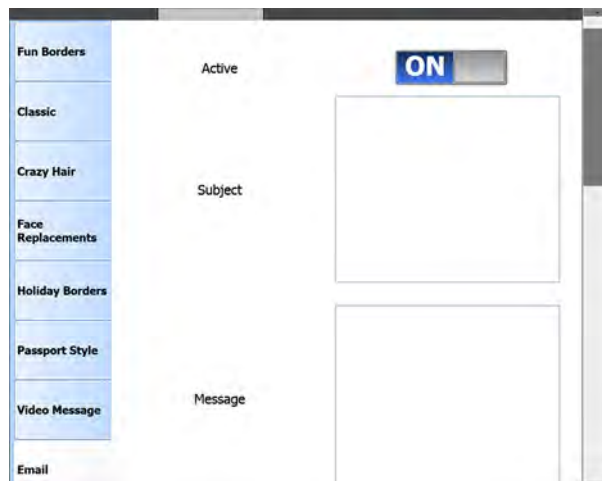 Fun Borders
Active
ON
Classic
Crazy Hair
Subject
Face
Replacements
Holiday Borders
Passport Style
Video Message
Message
Email